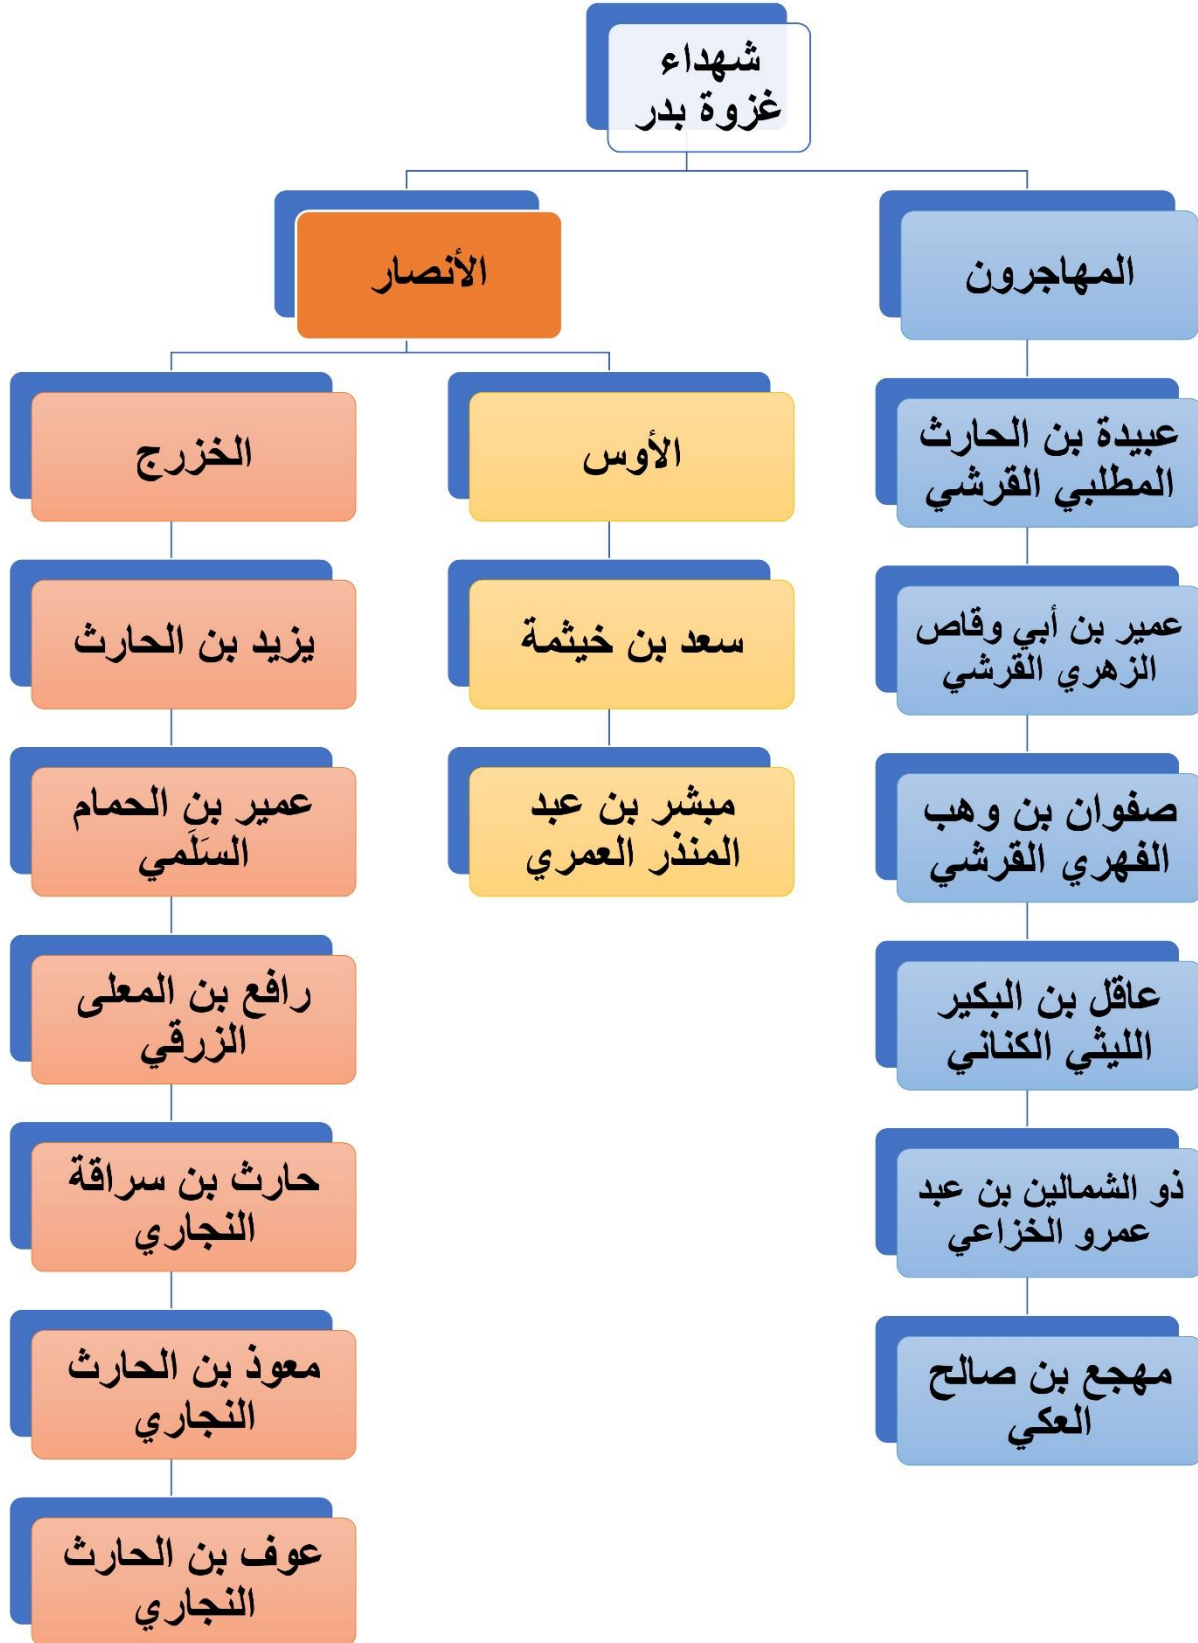 شهداء
غزوة بدر
المهاجرون
عبيدة بن الحارث
المطلبي القرشي
عمير بن أبي وقاص
الزهري القرشي
صفوان بن وهب
الفهري القرشي
عاقل بن البكير
الليثي الكناني
ذو الشمالين بن عبد
عمرو الخزاعي
مهجع بن صالح
العكي
الأنصار
الأوس
سعد بن خيثمة
مبشر بن عبد
المنذر العمري
الخزرج
يزيد بن الحارث
عمير بن الحمام
السَلَمي
رافع بن المعلى
الزرقي
حارث بن سراقة
النجاري
معوذ بن الحارث
النجاري
عوف بن الحارث
النجاري